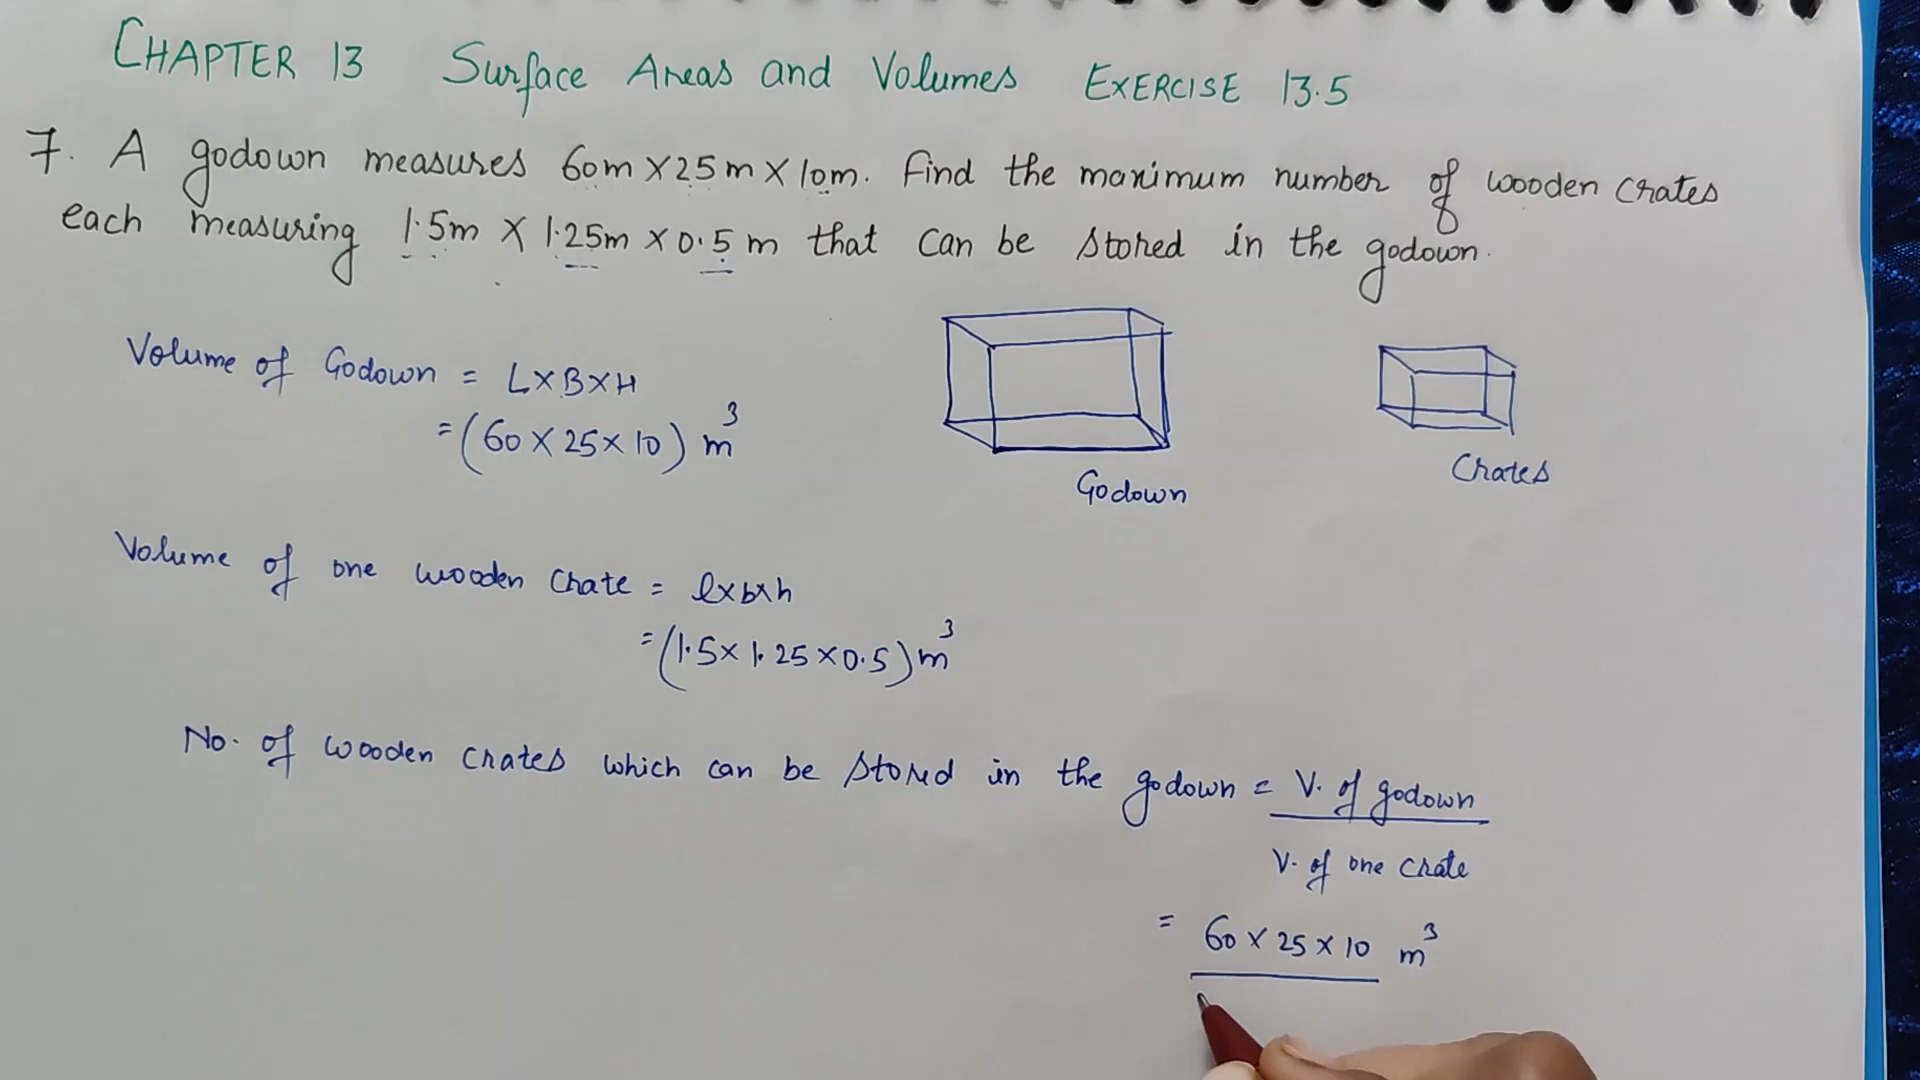 CHAPTER 13 Surface Areas and Volumes EXERCISE 13.5
7. A godown measures 60m X 25m X 10m. Find the maximum number of wooden crates
each measuring 1.5m X 1.25m x 0.5 m that can be stored in the godown.
Volume of Godown = L×B×H
= (60 × 25 × 10) m³
Godown
Crates
Volume of one wooden Crate = l×b×h
= (1.5 × 1.25 × 0.5) m³
No. of wooden crates which can be stored in the godown = V. of godown
V. of one Crate
= 60 × 25 × 10 m³